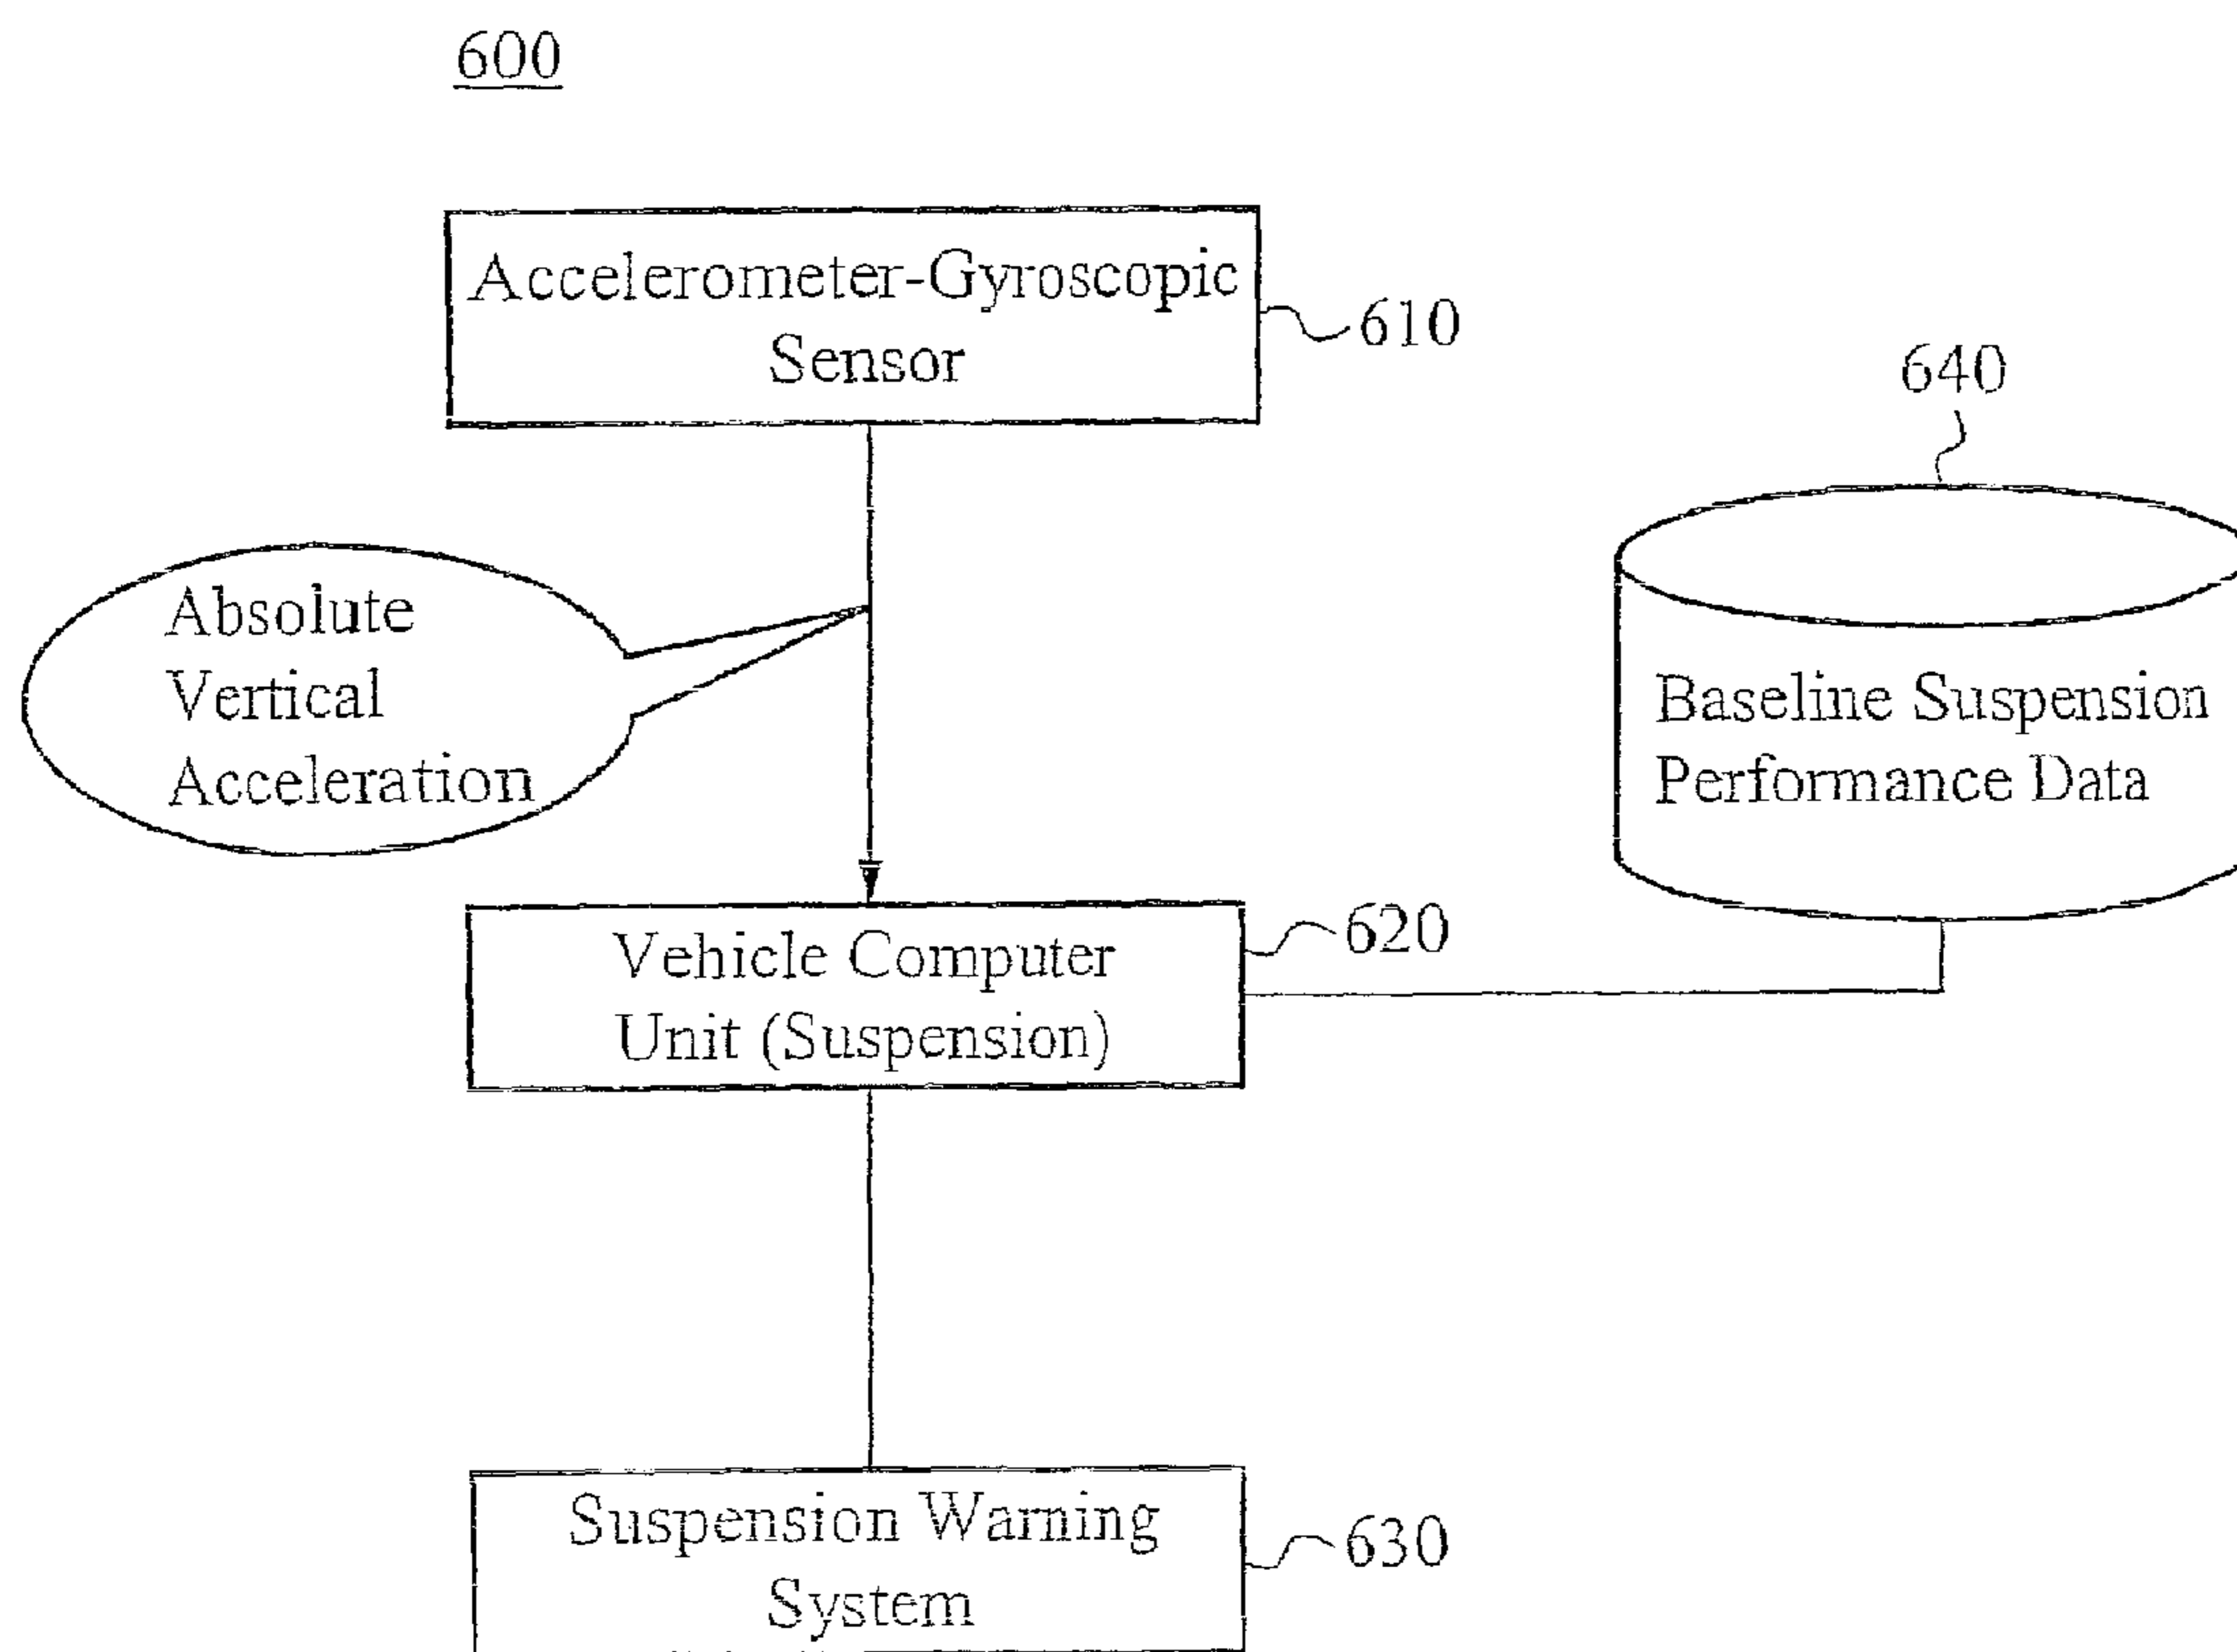 600
Accelerometer-Gyroscopic
Sensor
610
640
Absolute
Vertical
Acceleration
Baseline Suspension
Performance Data
Vehicle Computer
Unit (Suspension)
620
Suspension Warning
System
630